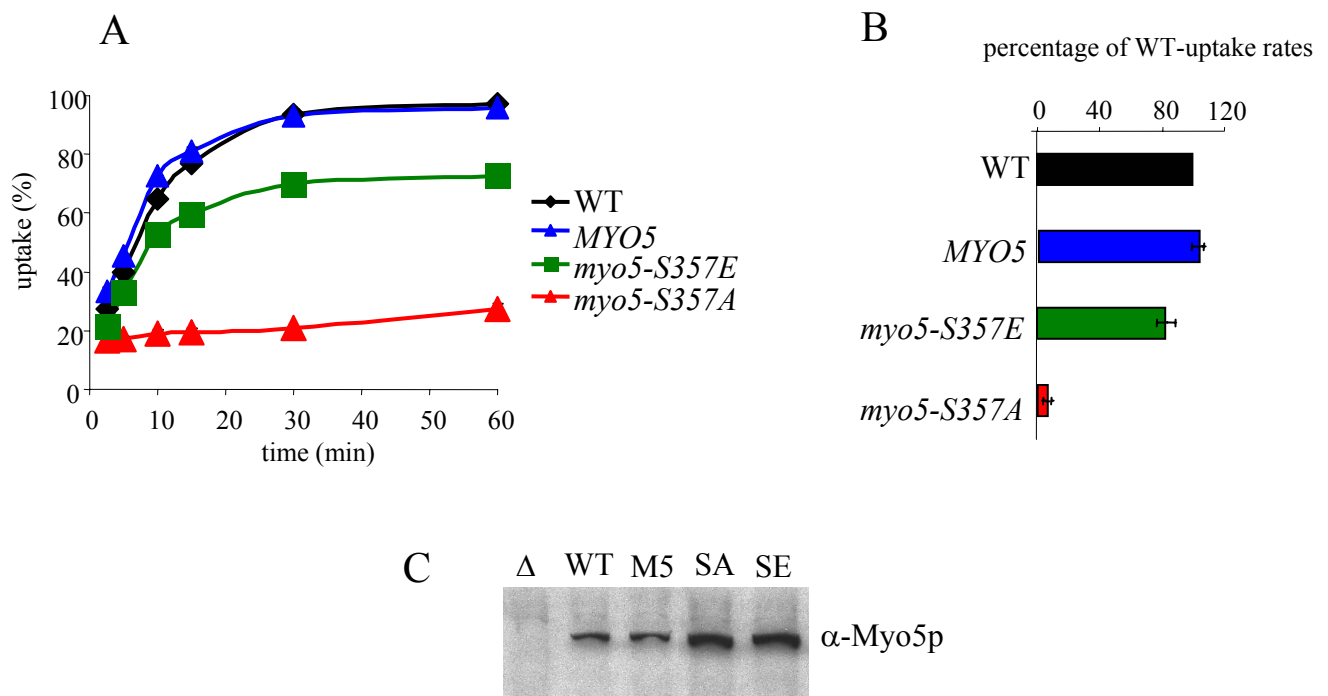 A
uptake (%)
100
80
60
40
20
0
0 10 20 30 40 50 60
time (min)
WT
MYO5
myo5-S357E
myo5-S357A
B
percentage of WT-uptake rates
0 40 80 120
WT
MYO5
myo5-S357E
myo5-S357A
C
Δ WT M5 SA SE
α-Myo5p